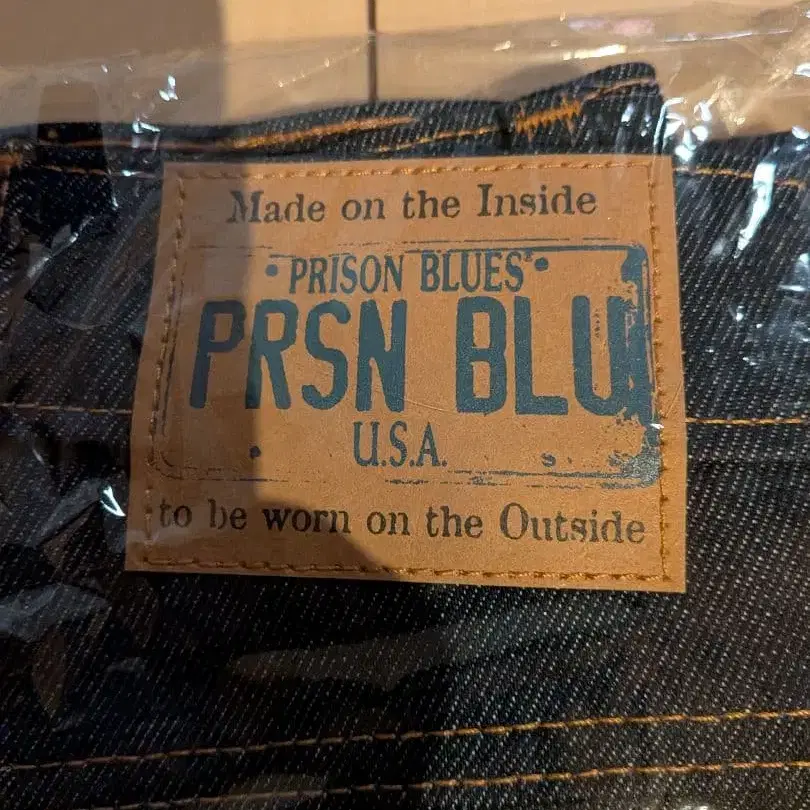 Made on the Inside
• PRISON BLUES® •
PRSN BLU
U.S.A.
to be worn on the Outside